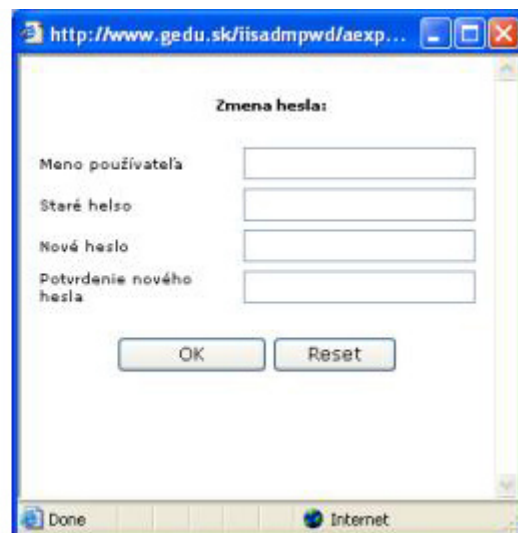 http://www.gedu.sk/iisadmpwd/aexp...
Zmena hesla:
Meno používateľa
Staré helso
Nové heslo
Potvrdenie nového
hesla
OK Reset
Done Internet